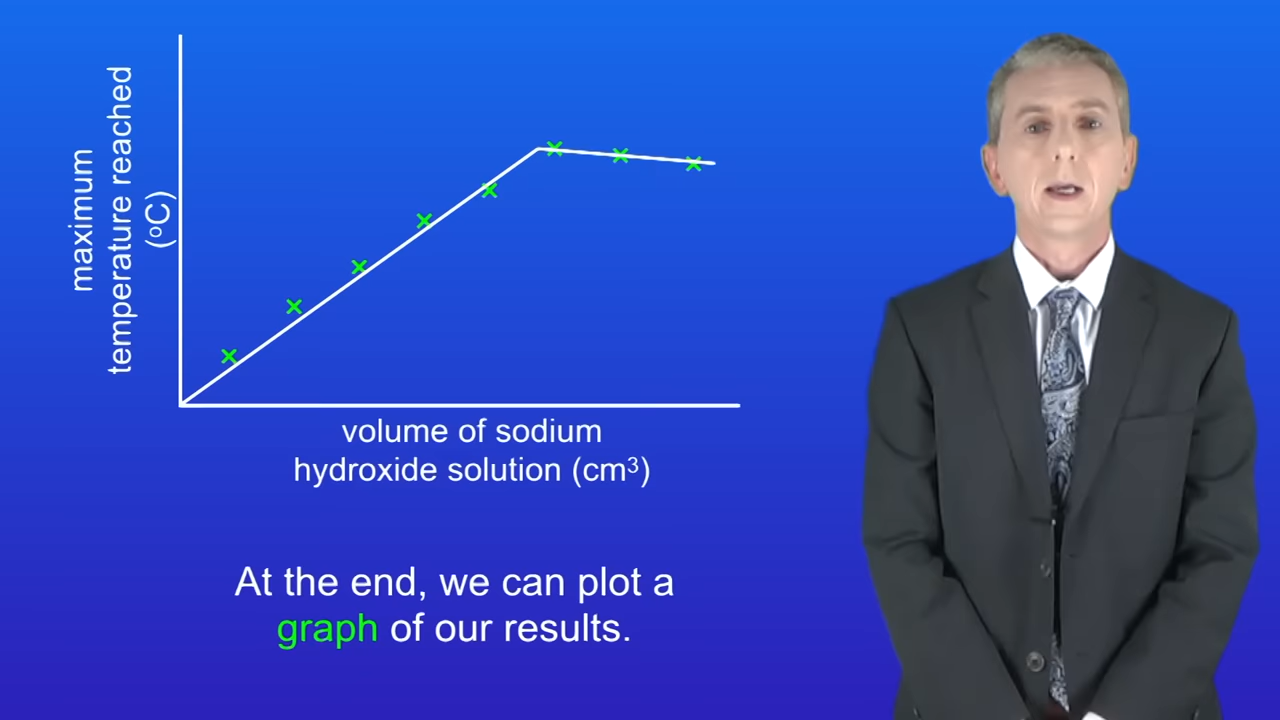 maximum
temperature reached
(°C)
volume of sodium
hydroxide solution (cm³)
At the end, we can plot a
graph of our results.